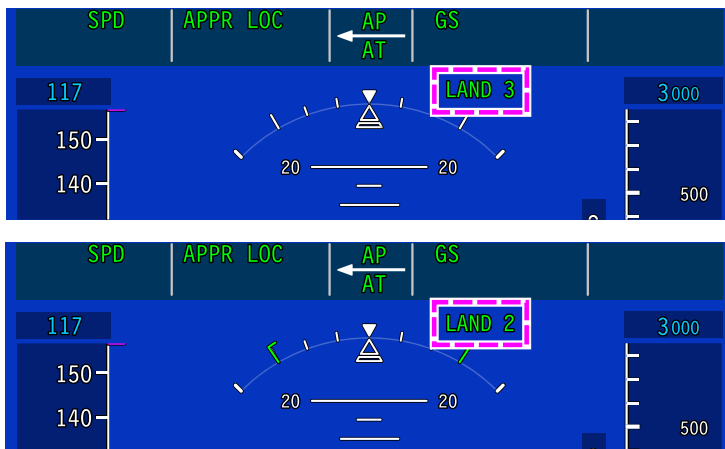 SPD APPR LOC AP GS
AT
LAND 3
117 3000
150
20 20
140 500
SPD APPR LOC AP GS
AT
LAND 2
117 3000
150
20 20
140 500